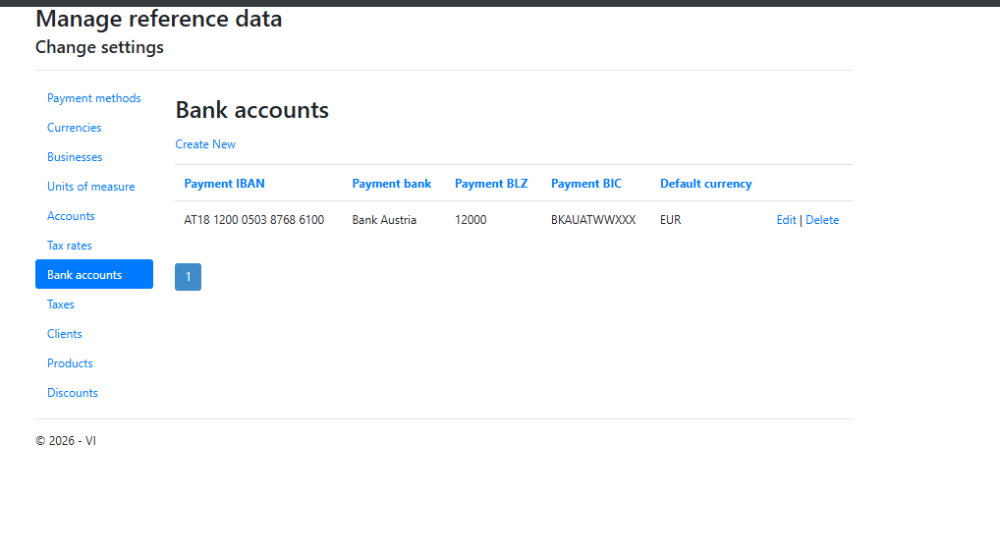 Manage reference data
Change settings
Payment methods
Currencies
Businesses
Units of measure
Accounts
Tax rates
Bank accounts
Taxes
Clients
Products
Discounts
Bank accounts
Create New
Payment IBAN Payment bank Payment BLZ Payment BIC Default currency
AT18 1200 0503 8768 6100 Bank Austria 12000 BKAUATWWXXX EUR Edit | Delete
1
© 2026 - VI